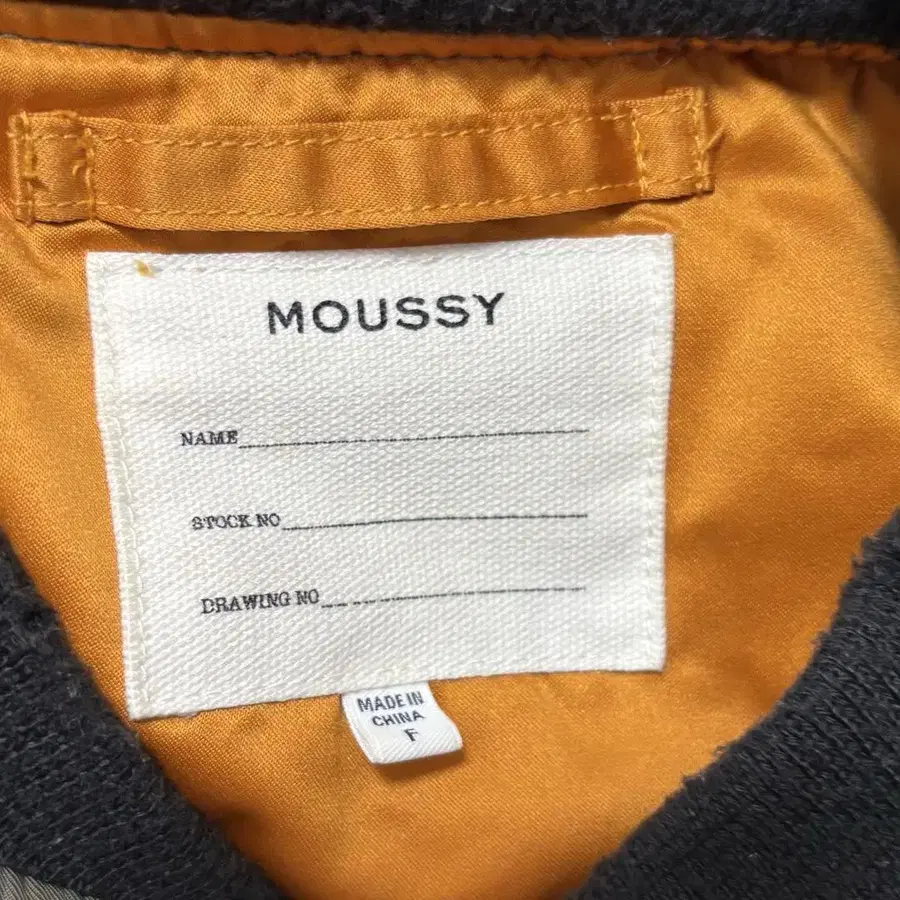 MOUSSY
NAME
STOCK NO
DRAWING NO
MADE IN
CHINA
F